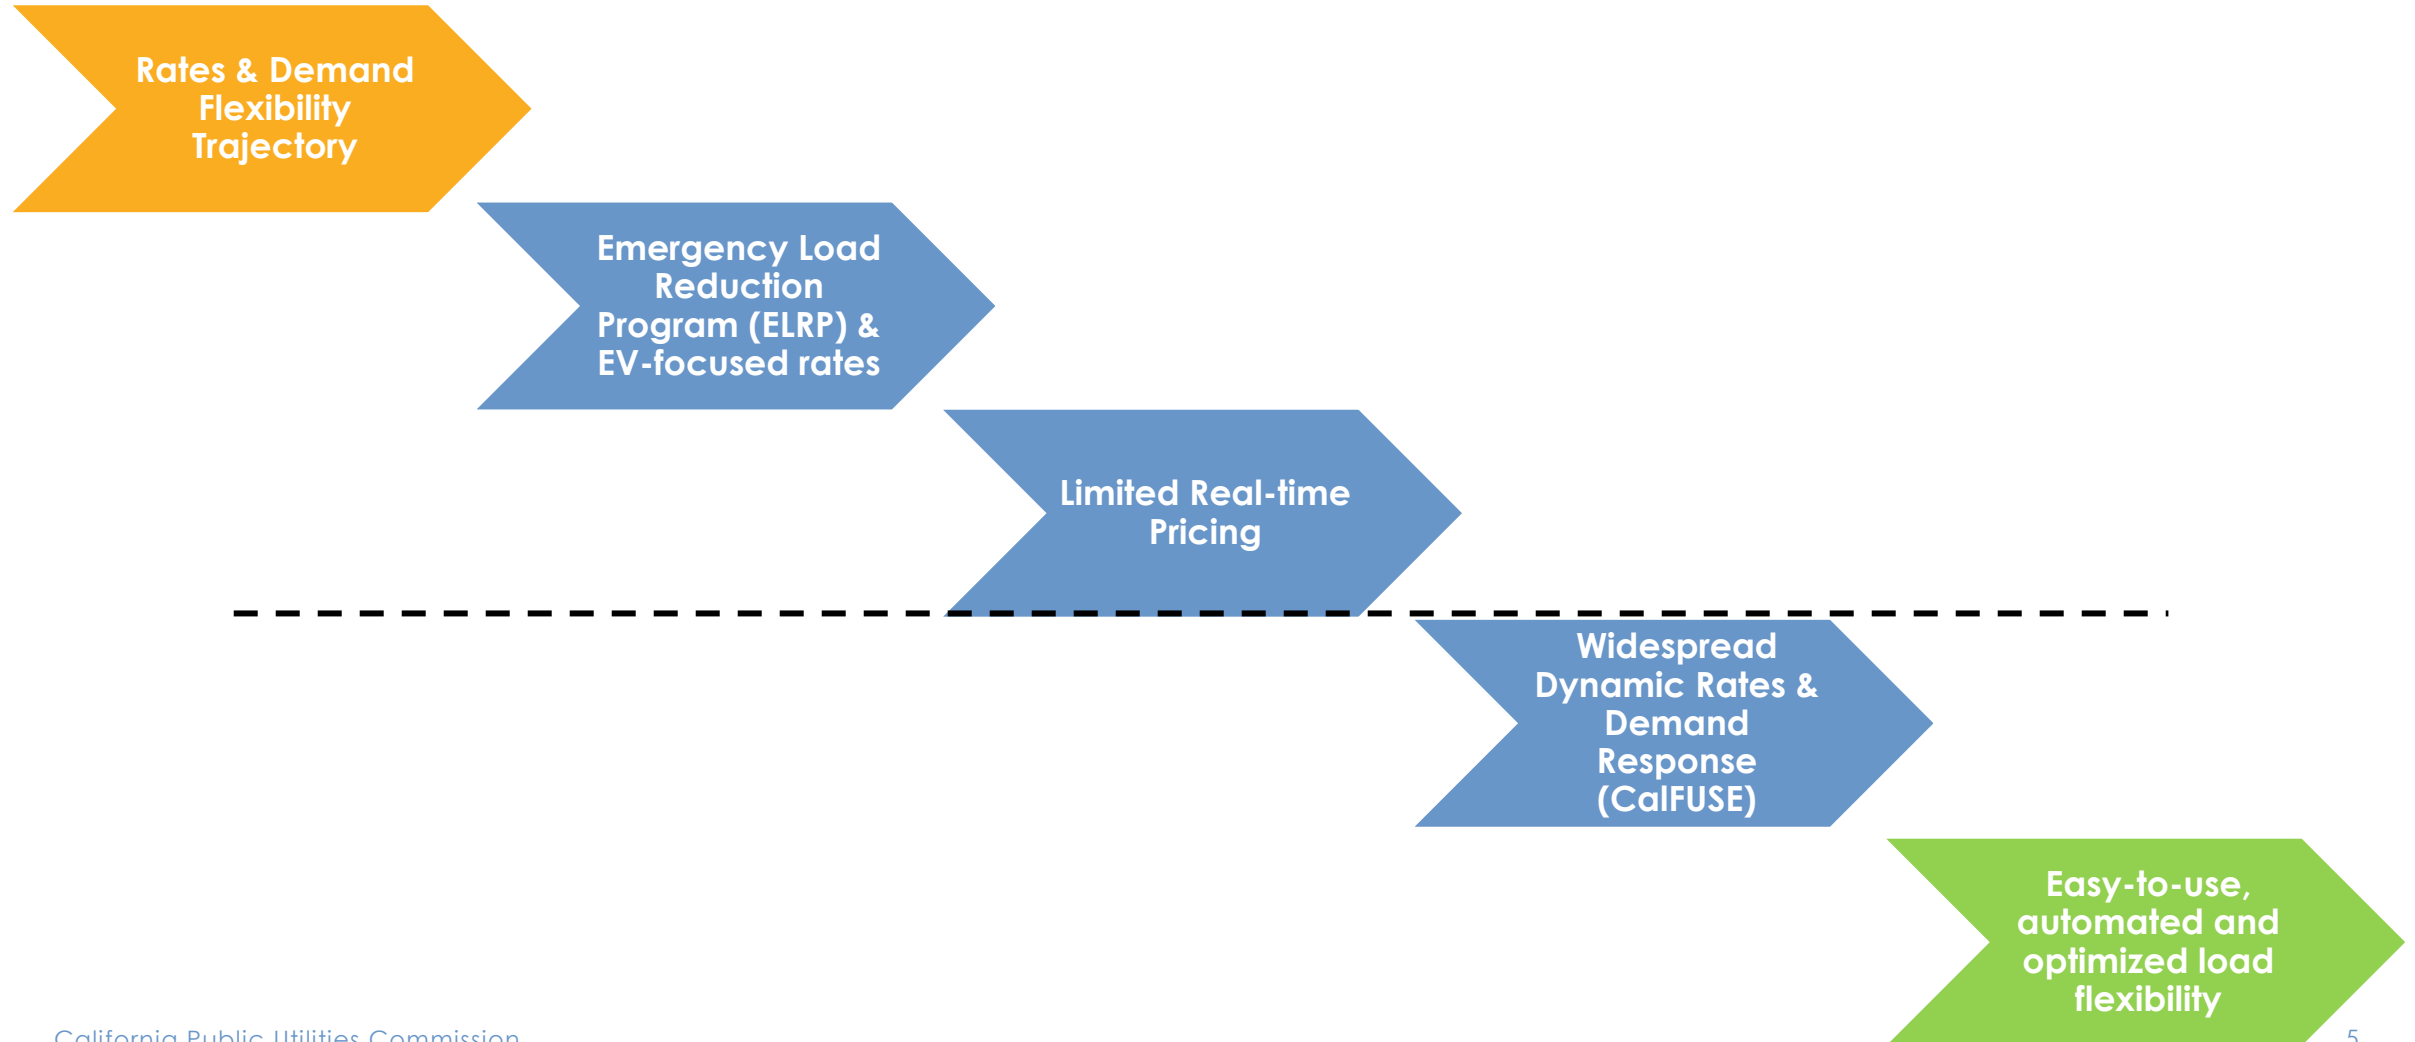 Rates & Demand
Flexibility
Trajectory
Emergency Load
Reduction
Program (ELRP) &
EV-focused rates
Limited Real-time
Pricing
Widespread
Dynamic Rates &
Demand
Response
(CalFUSE)
Easy-to-use,
automated and
optimized load
flexibility
California Public Utilities Commission
5